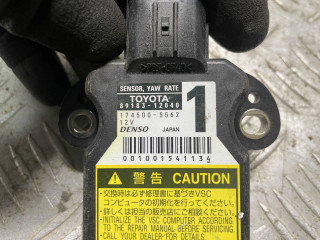 SENSOR, YAW RATE
TOYOTA
89183-12040
174500-5562
12V
DENSO JAPAN
1
001001541134
警告 CAUTION
・交換時は必ず修理書に基づきVSC
コンピュータの初期化を行ってください
・詳しくは担当の販売店にご相談ください
・INITIALIZE THE VSC COMPUTER ACCORDING
TO REPAIR MANUAL BEFORE
・CALL YOUR DEALER FOR DETAILS.